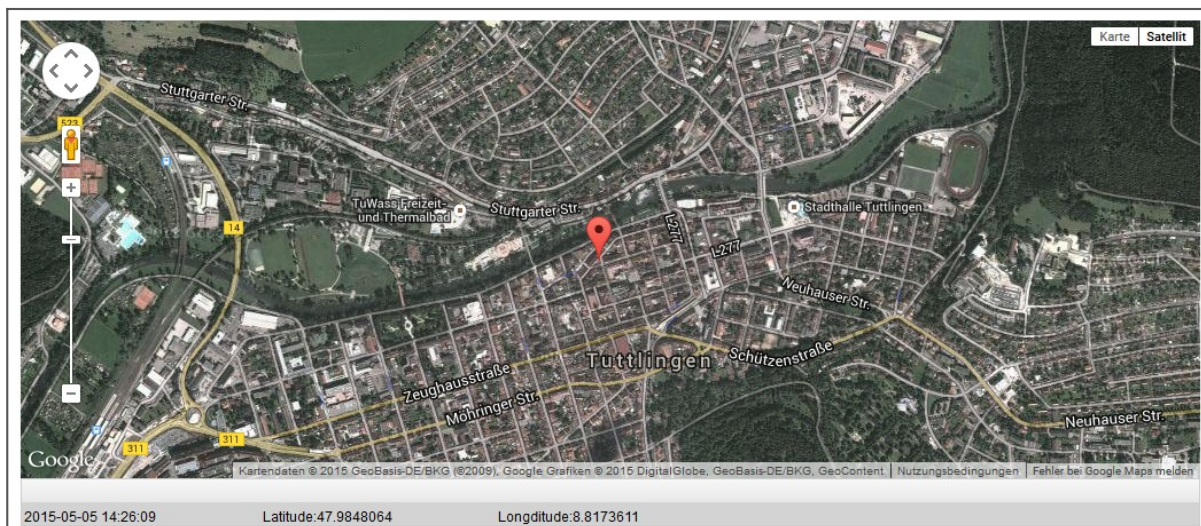 Karte Satellit
Stuttgarter Str.
523
TuWass Freizeit-
und Thermalbad
Stuttgarter Str.
Stadthalle Tuttlingen
L277
14
L277
Neuhauser Str.
Tuttlingen
Schützenstraße
Zeughausstraße
Möhringer Str.
Neuhauser Str.
311
311
Google
Kartendaten © 2015 GeoBasis-DE/BKG (©2009), Google Grafiken © 2015 DigitalGlobe, GeoBasis-DE/BKG, GeoContent Nutzungsbedingungen Fehler bei Google Maps melden
2015-05-05 14:26:09 Latitude:47.9848064 Longditude:8.8173611